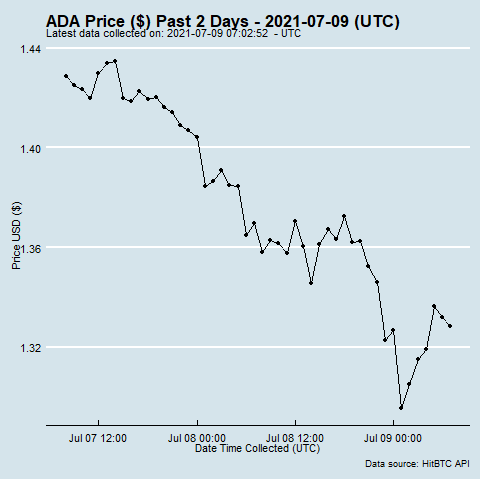 ADA Price ($) Past 2 Days - 2021-07-09 (UTC)
Latest data collected on: 2021-07-09 07:02:52  - UTC
1.44
1.40
1.36
1.32
Price USD ($)
Jul 07 12:00 Jul 08 00:00 Jul 08 12:00 Jul 09 00:00
Date Time Collected (UTC)
Data source: HitBTC API